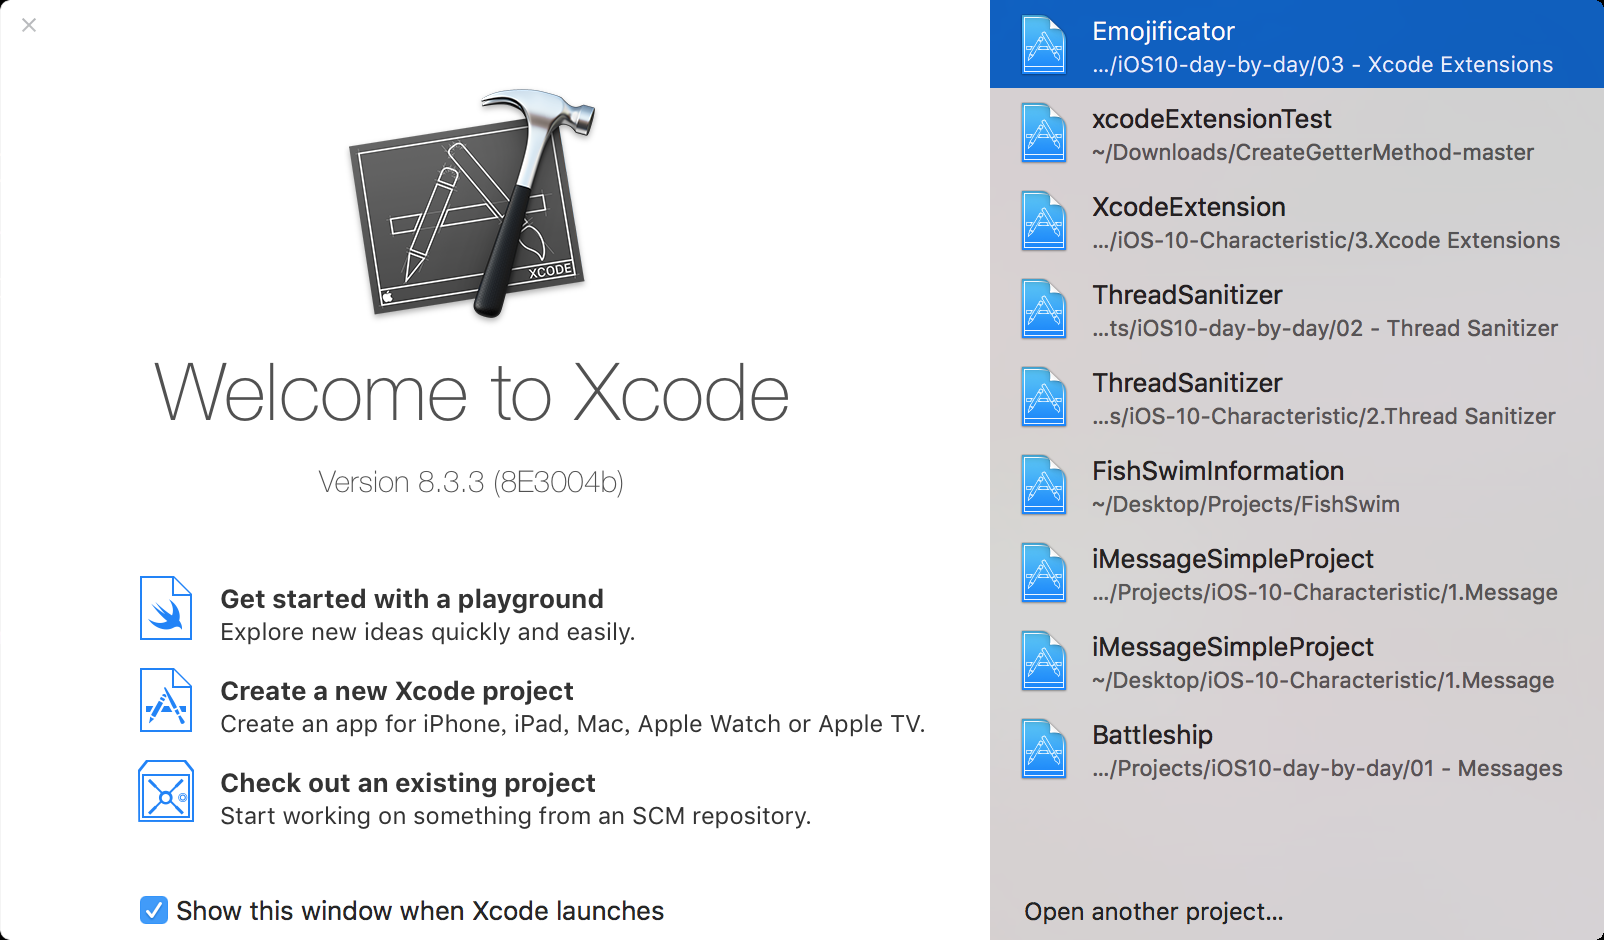 XCODE
Welcome to Xcode
Version 8.3.3 (8E3004b)
Get started with a playground
Explore new ideas quickly and easily.
Create a new Xcode project
Create an app for iPhone, iPad, Mac, Apple Watch or Apple TV.
Check out an existing project
Start working on something from an SCM repository.
Show this window when Xcode launches
Emojificator
.../iOS10-day-by-day/03 - Xcode Extensions
xcodeExtensionTest
~/Downloads/CreateGetterMethod-master
XcodeExtension
.../iOS-10-Characteristic/3.Xcode Extensions
ThreadSanitizer
...ts/iOS10-day-by-day/02 - Thread Sanitizer
ThreadSanitizer
...s/iOS-10-Characteristic/2.Thread Sanitizer
FishSwimInformation
~/Desktop/Projects/FishSwim
iMessageSimpleProject
.../Projects/iOS-10-Characteristic/1.Message
iMessageSimpleProject
~/Desktop/iOS-10-Characteristic/1.Message
Battleship
.../Projects/iOS10-day-by-day/01 - Messages
Open another project...